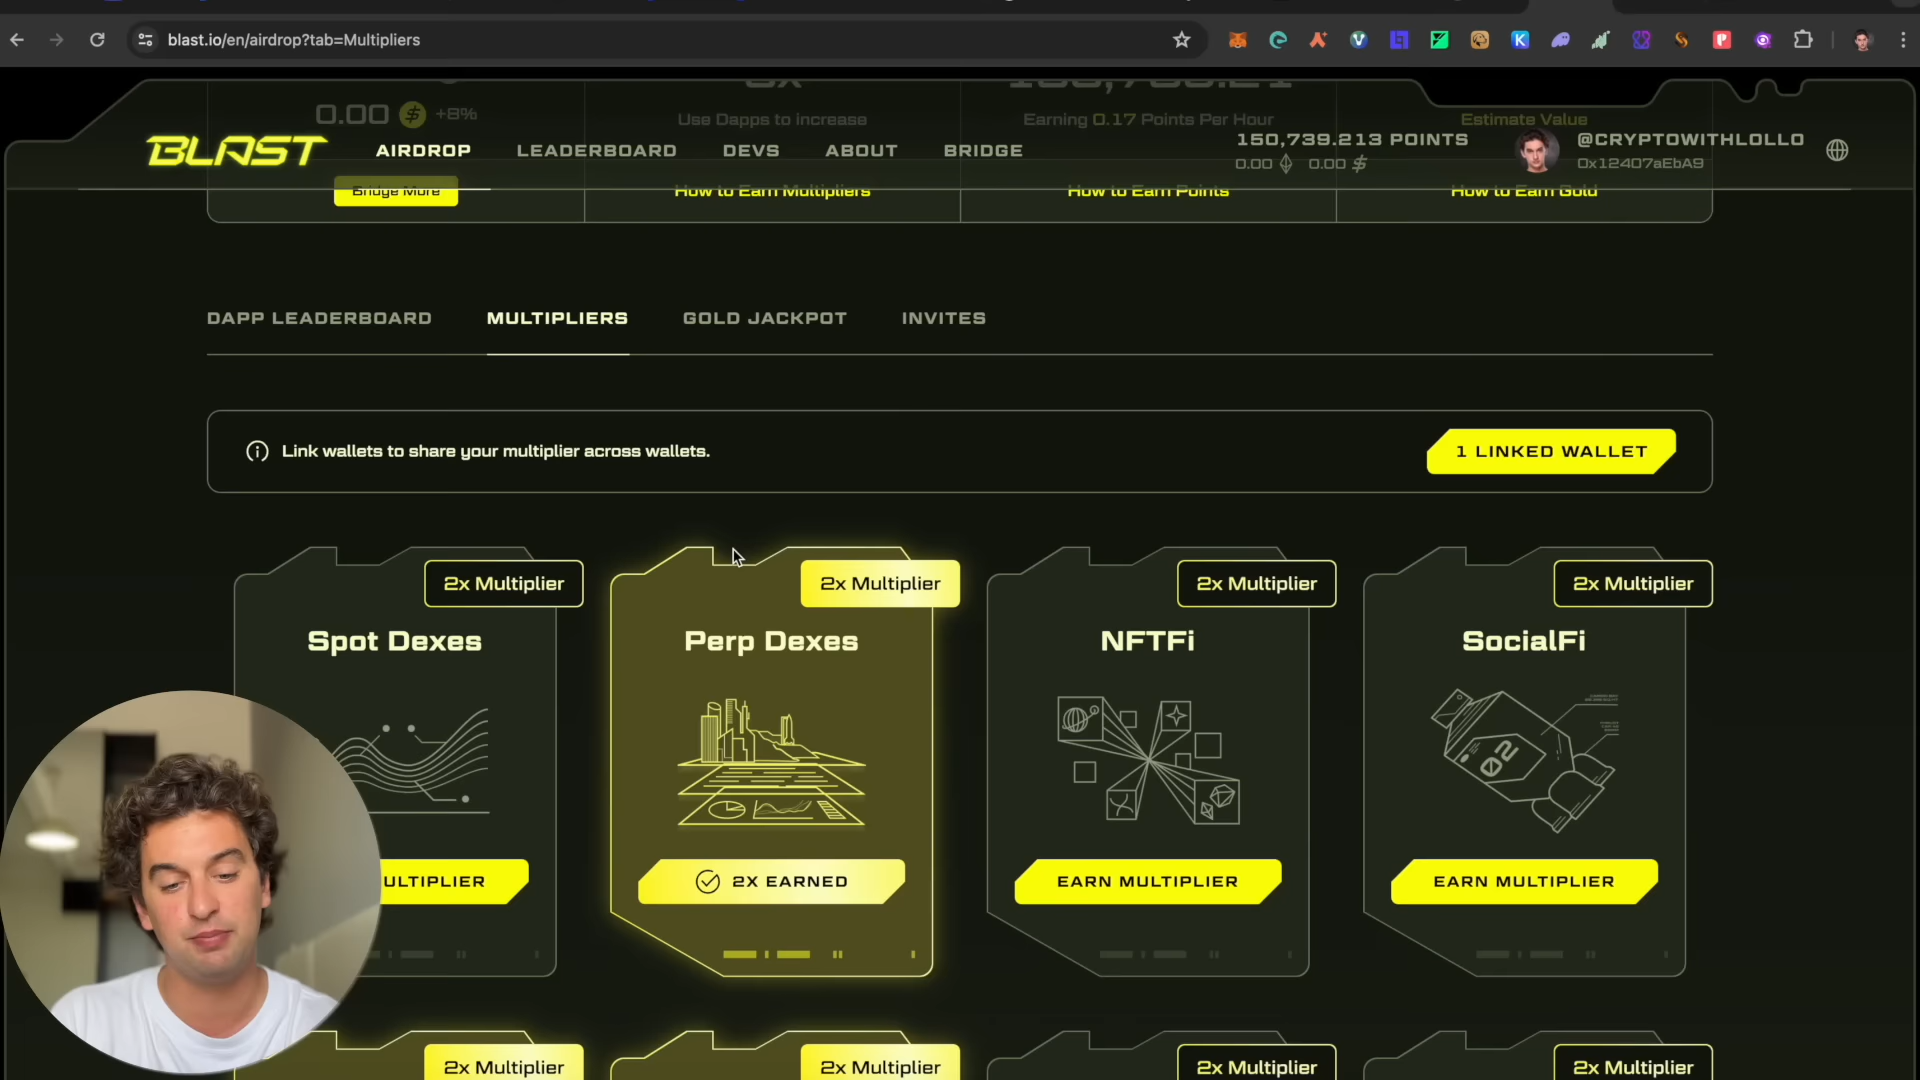 blast.io/en/airdrop?tab=Multipliers
0.00 $ +8%
Use Dapps to increase
Earning 0.17 Points Per Hour
Estimate Value
BLAST
AIRDROP
LEADERBOARD
DEVS
ABOUT
BRIDGE
150,739.213 POINTS
0.00 0.00 $
@CRYPTOWITHLOLLO
0x12407aEbA9
Bridge More
How to Earn Multipliers
How to Earn Points
How to Earn Gold
DAPP LEADERBOARD
MULTIPLIERS
GOLD JACKPOT
INVITES
Link wallets to share your multiplier across wallets.
1 LINKED WALLET
2x Multiplier
Spot Dexes
ULTIPLIER
2x Multiplier
Perp Dexes
2X EARNED
2x Multiplier
NFTFi
EARN MULTIPLIER
2x Multiplier
SocialFi
02
EARN MULTIPLIER
2x Multiplier
2x Multiplier
2x Multiplier
2x Multiplier